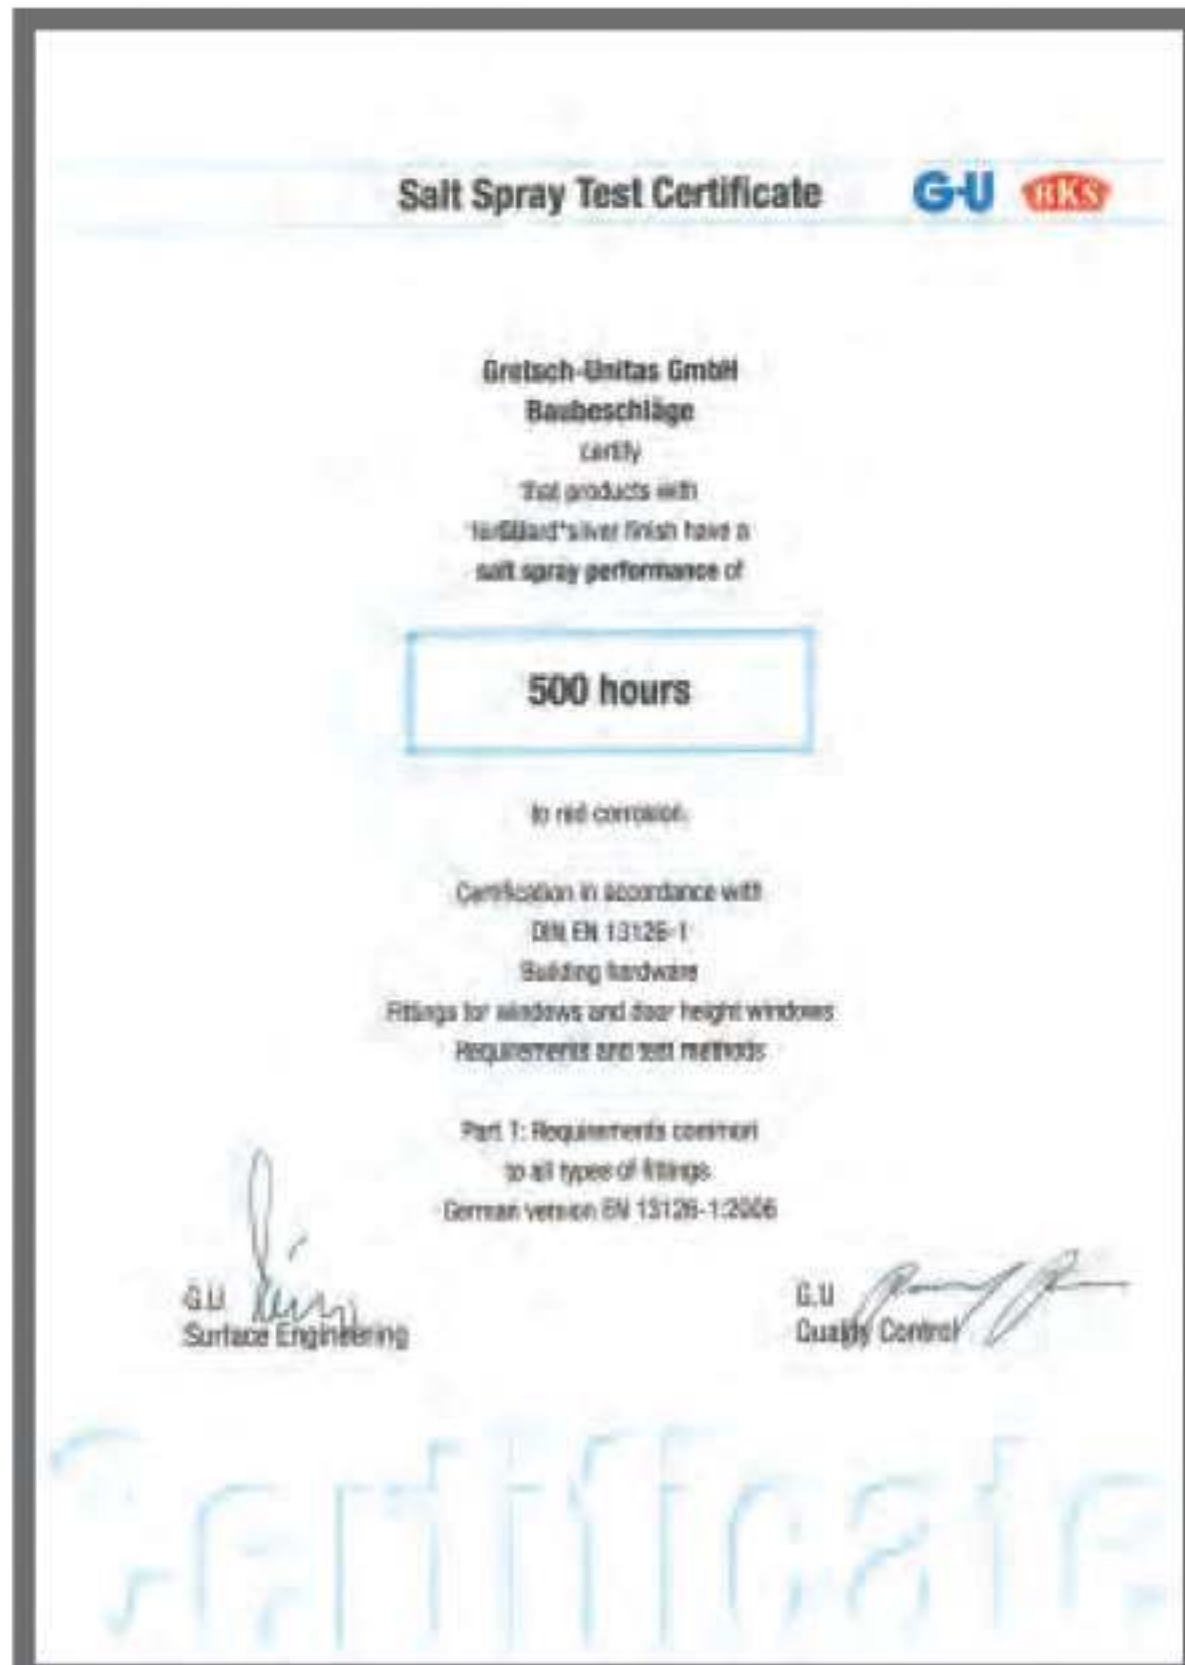 Salt Spray Test Certificate
G-U BKS
Gretsch-Unitas GmbH
Baubeschläge
certify
that products with
silver finish have a
salt spray performance of
500 hours
to red corrosion.
Certification in accordance with
DIN EN 13126-1
Building hardware
Fittings for windows and door height windows
Requirements and test methods
Part 1: Requirements common
to all types of fittings
German version EN 13126-1:2006
G.U
Surface Engineering
G.U
Quality Control
Certificate